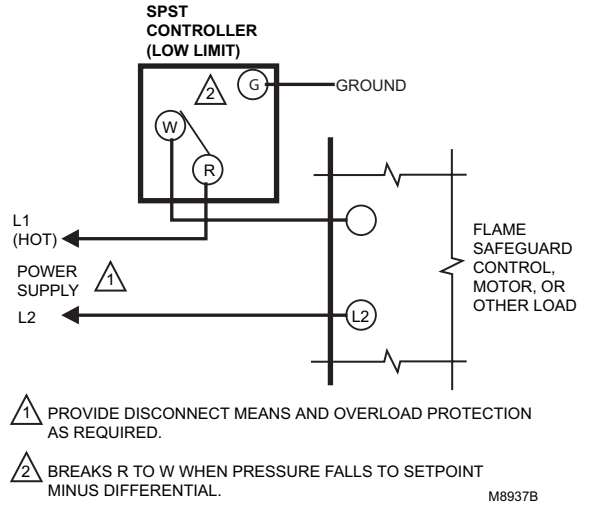 SPST
CONTROLLER
(LOW LIMIT)
2
G
GROUND
W
R
L1
(HOT)
POWER
SUPPLY
1
L2
L2
FLAME
SAFEGUARD
CONTROL,
MOTOR, OR
OTHER LOAD
1 PROVIDE DISCONNECT MEANS AND OVERLOAD PROTECTION
AS REQUIRED.
2 BREAKS R TO W WHEN PRESSURE FALLS TO SETPOINT
MINUS DIFFERENTIAL.
M8937B